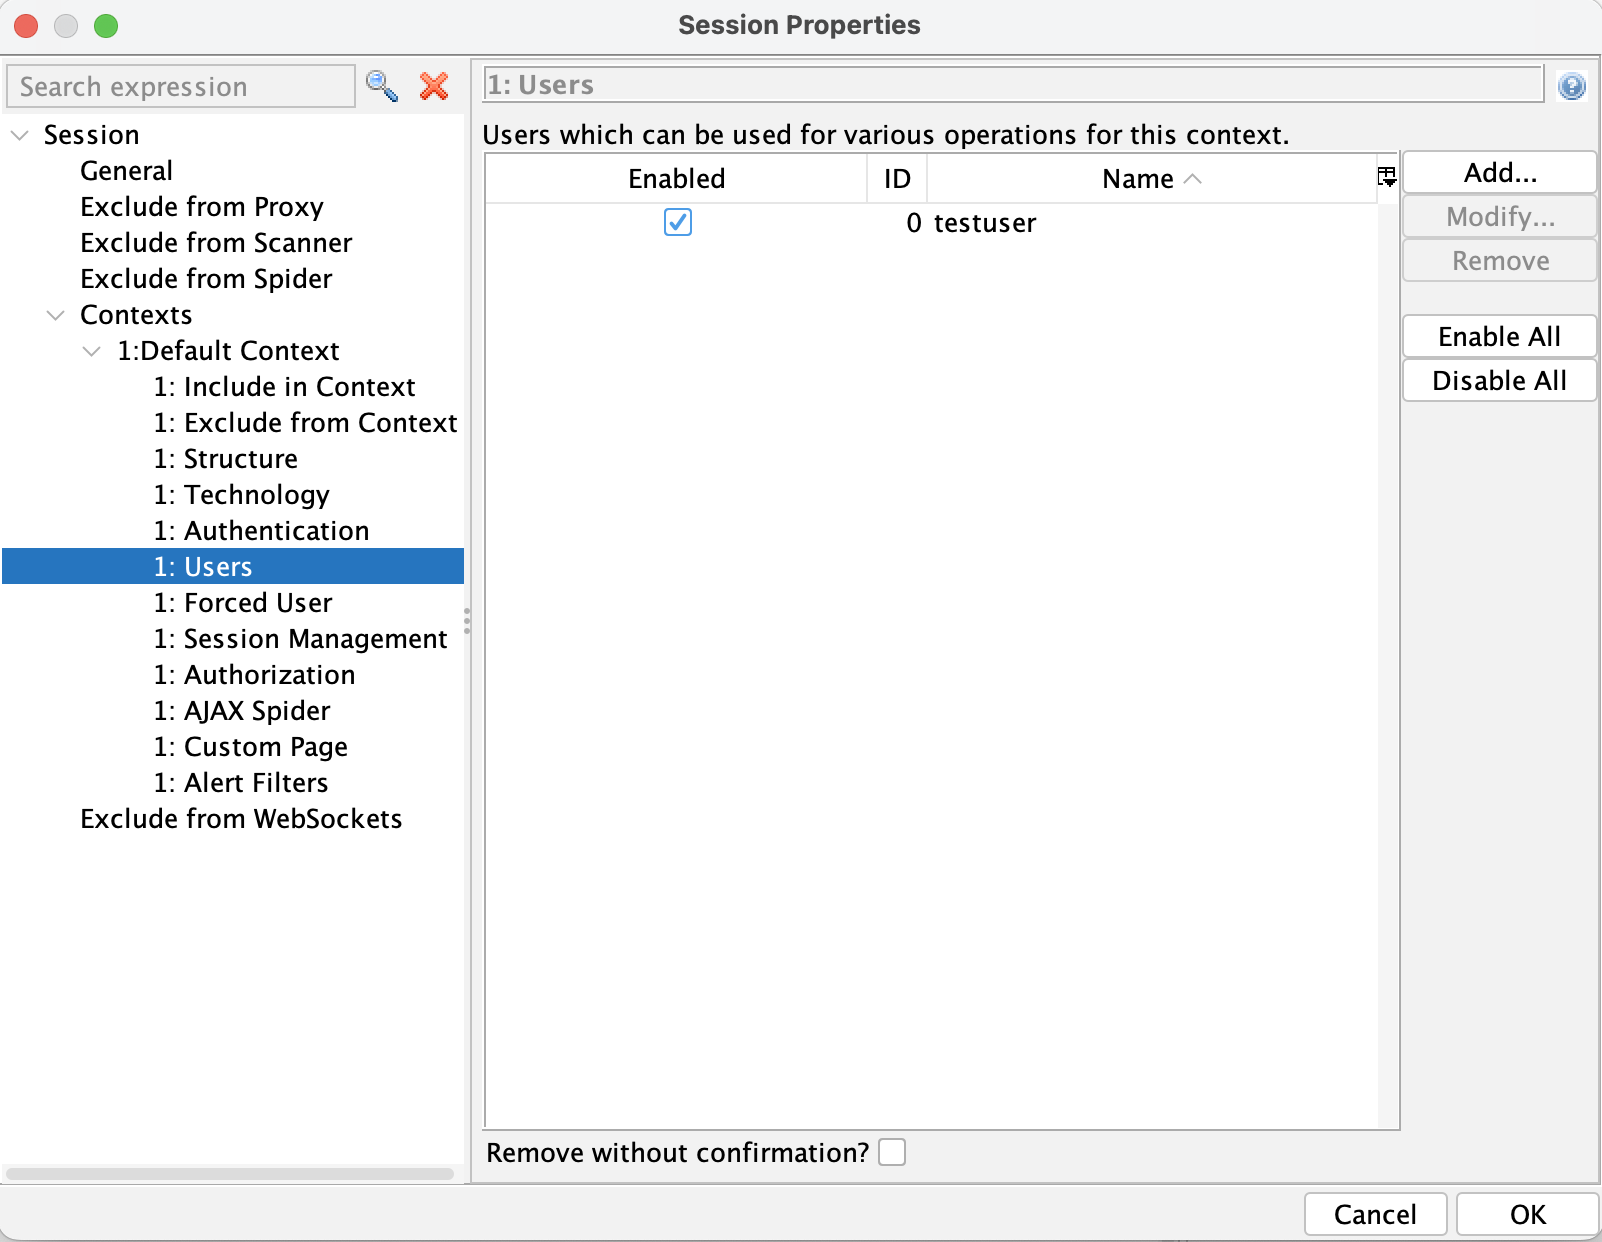 Session Properties
Search expression
Session
General
Exclude from Proxy
Exclude from Scanner
Exclude from Spider
Contexts
1:Default Context
1: Include in Context
1: Exclude from Context
1: Structure
1: Technology
1: Authentication
1: Users
1: Forced User
1: Session Management
1: Authorization
1: AJAX Spider
1: Custom Page
1: Alert Filters
Exclude from WebSockets
1: Users
Users which can be used for various operations for this context.
Enabled ID Name
0 testuser
Add...
Modify...
Remove
Enable All
Disable All
Remove without confirmation?
Cancel OK